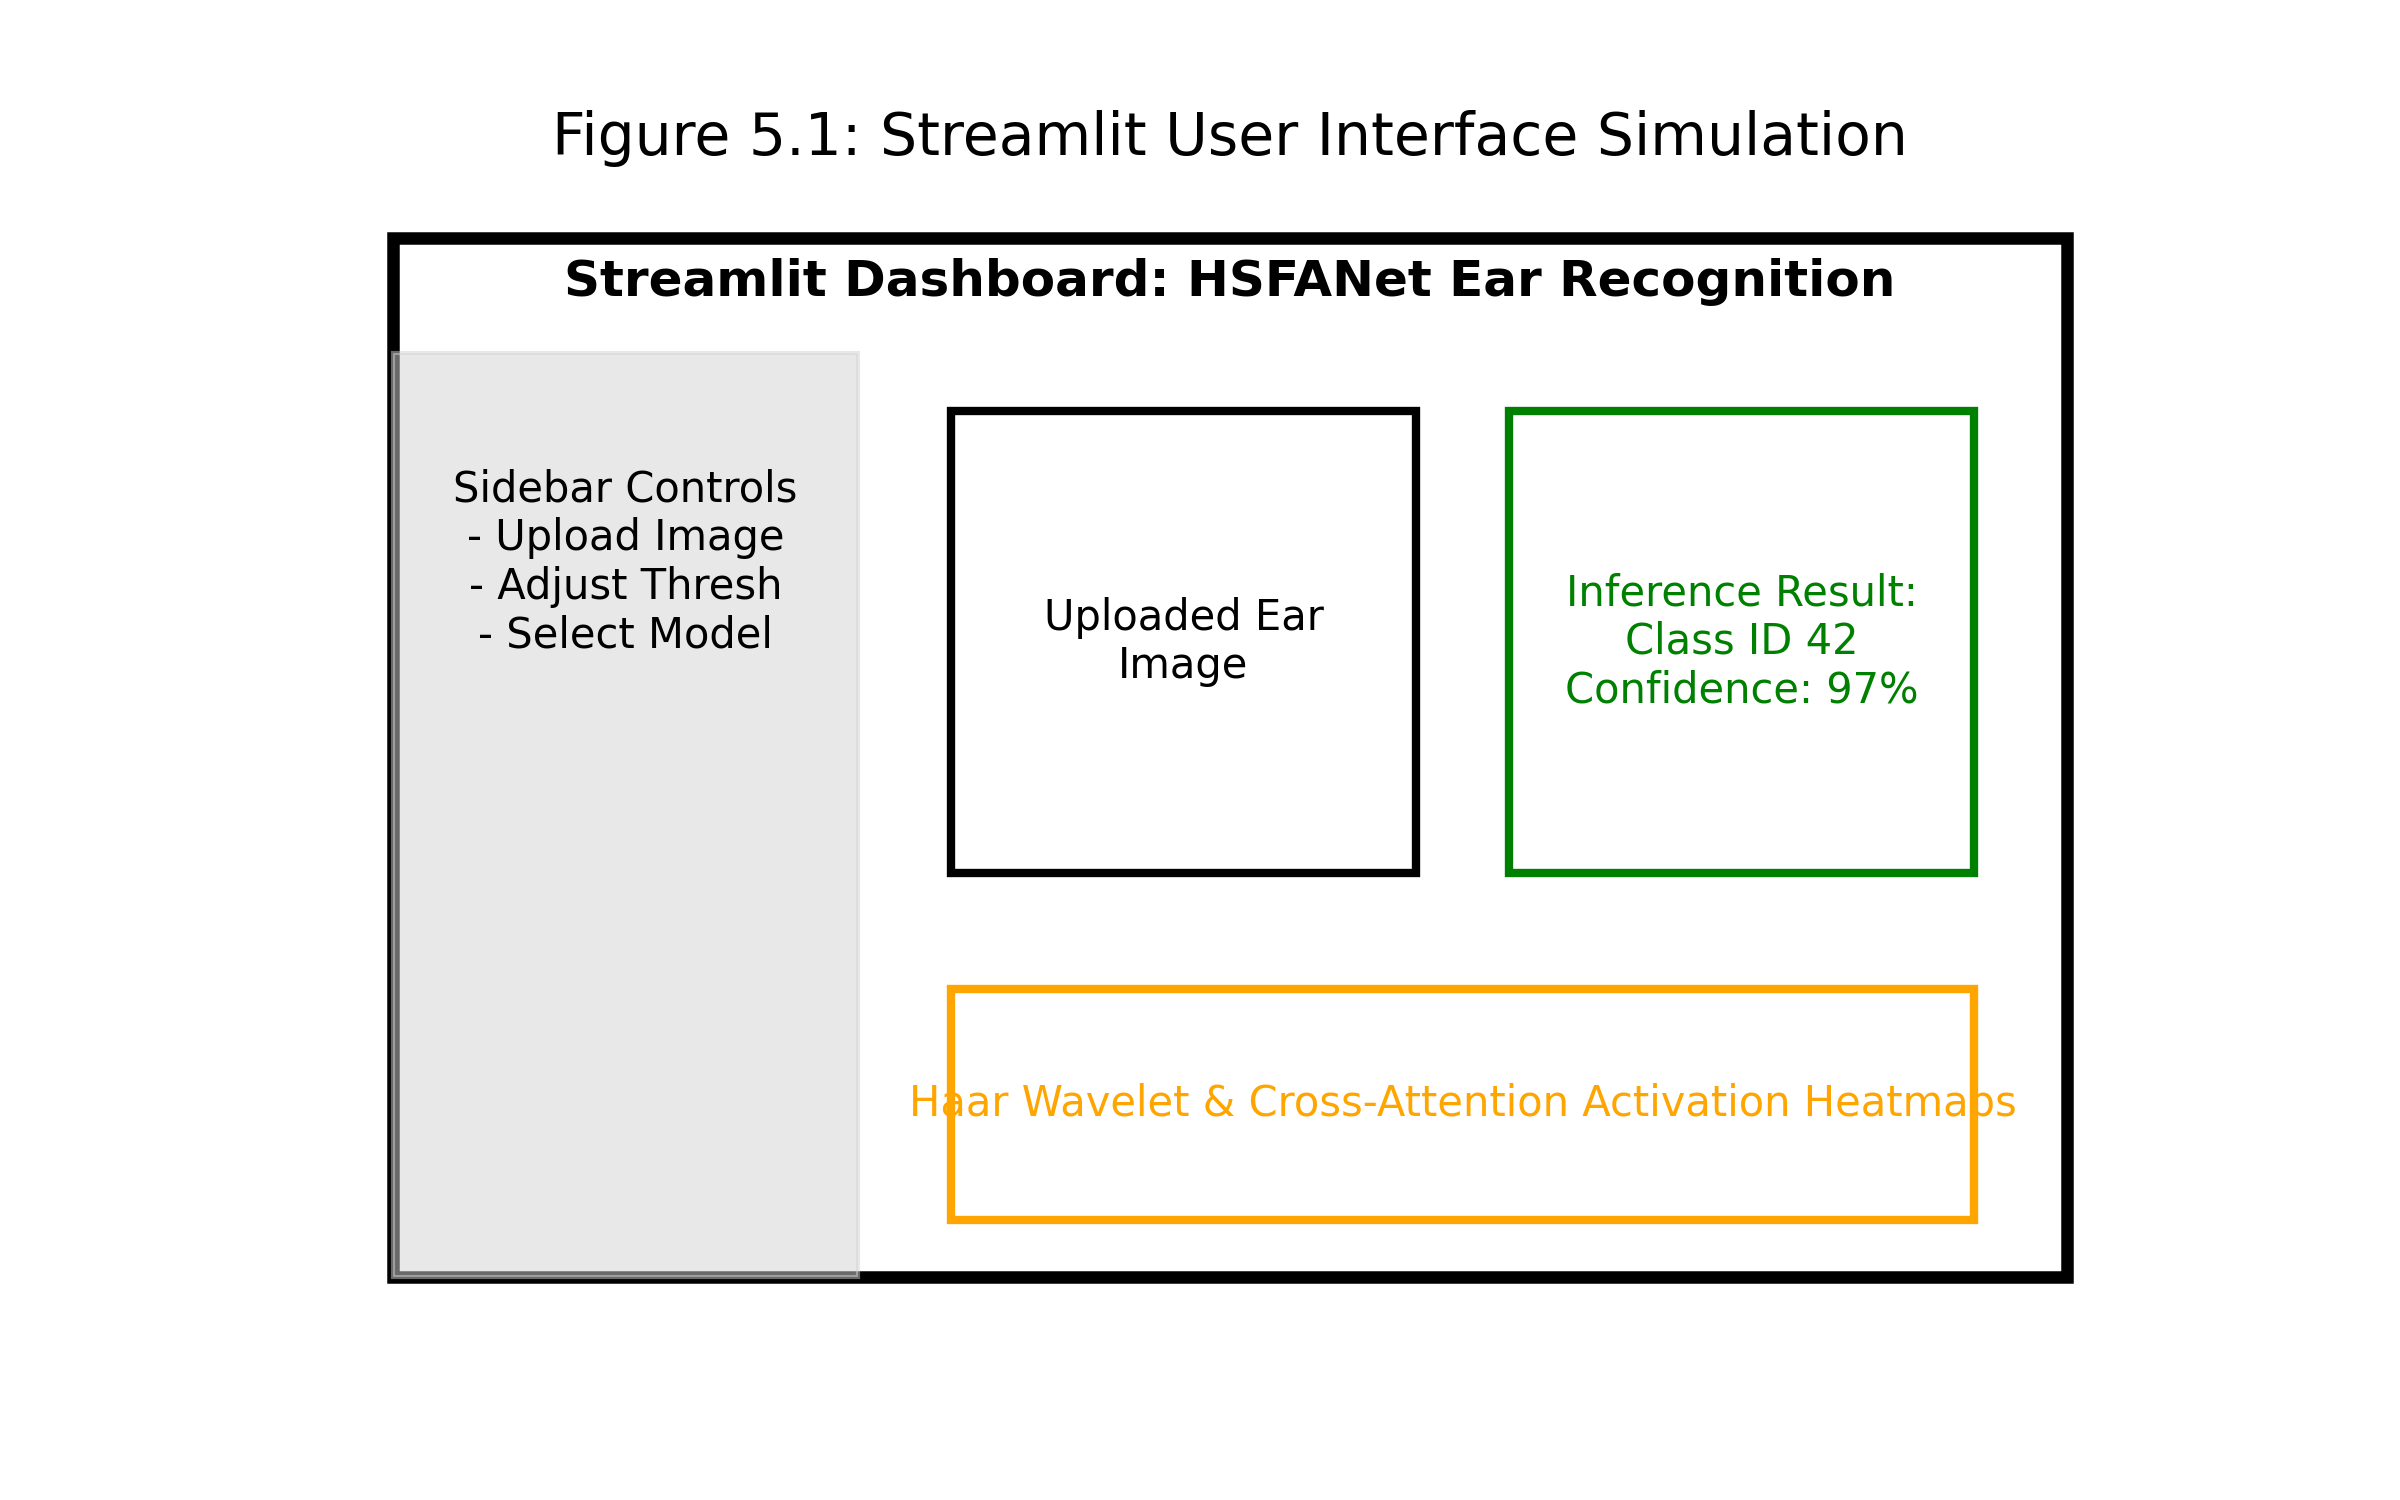 Figure 5.1: Streamlit User Interface Simulation
Streamlit Dashboard: HSFANet Ear Recognition
Sidebar Controls
- Upload Image
- Adjust Thresh
- Select Model
Uploaded Ear
Image
Inference Result:
Class ID 42
Confidence: 97%
Haar Wavelet & Cross-Attention Activation Heatmaps